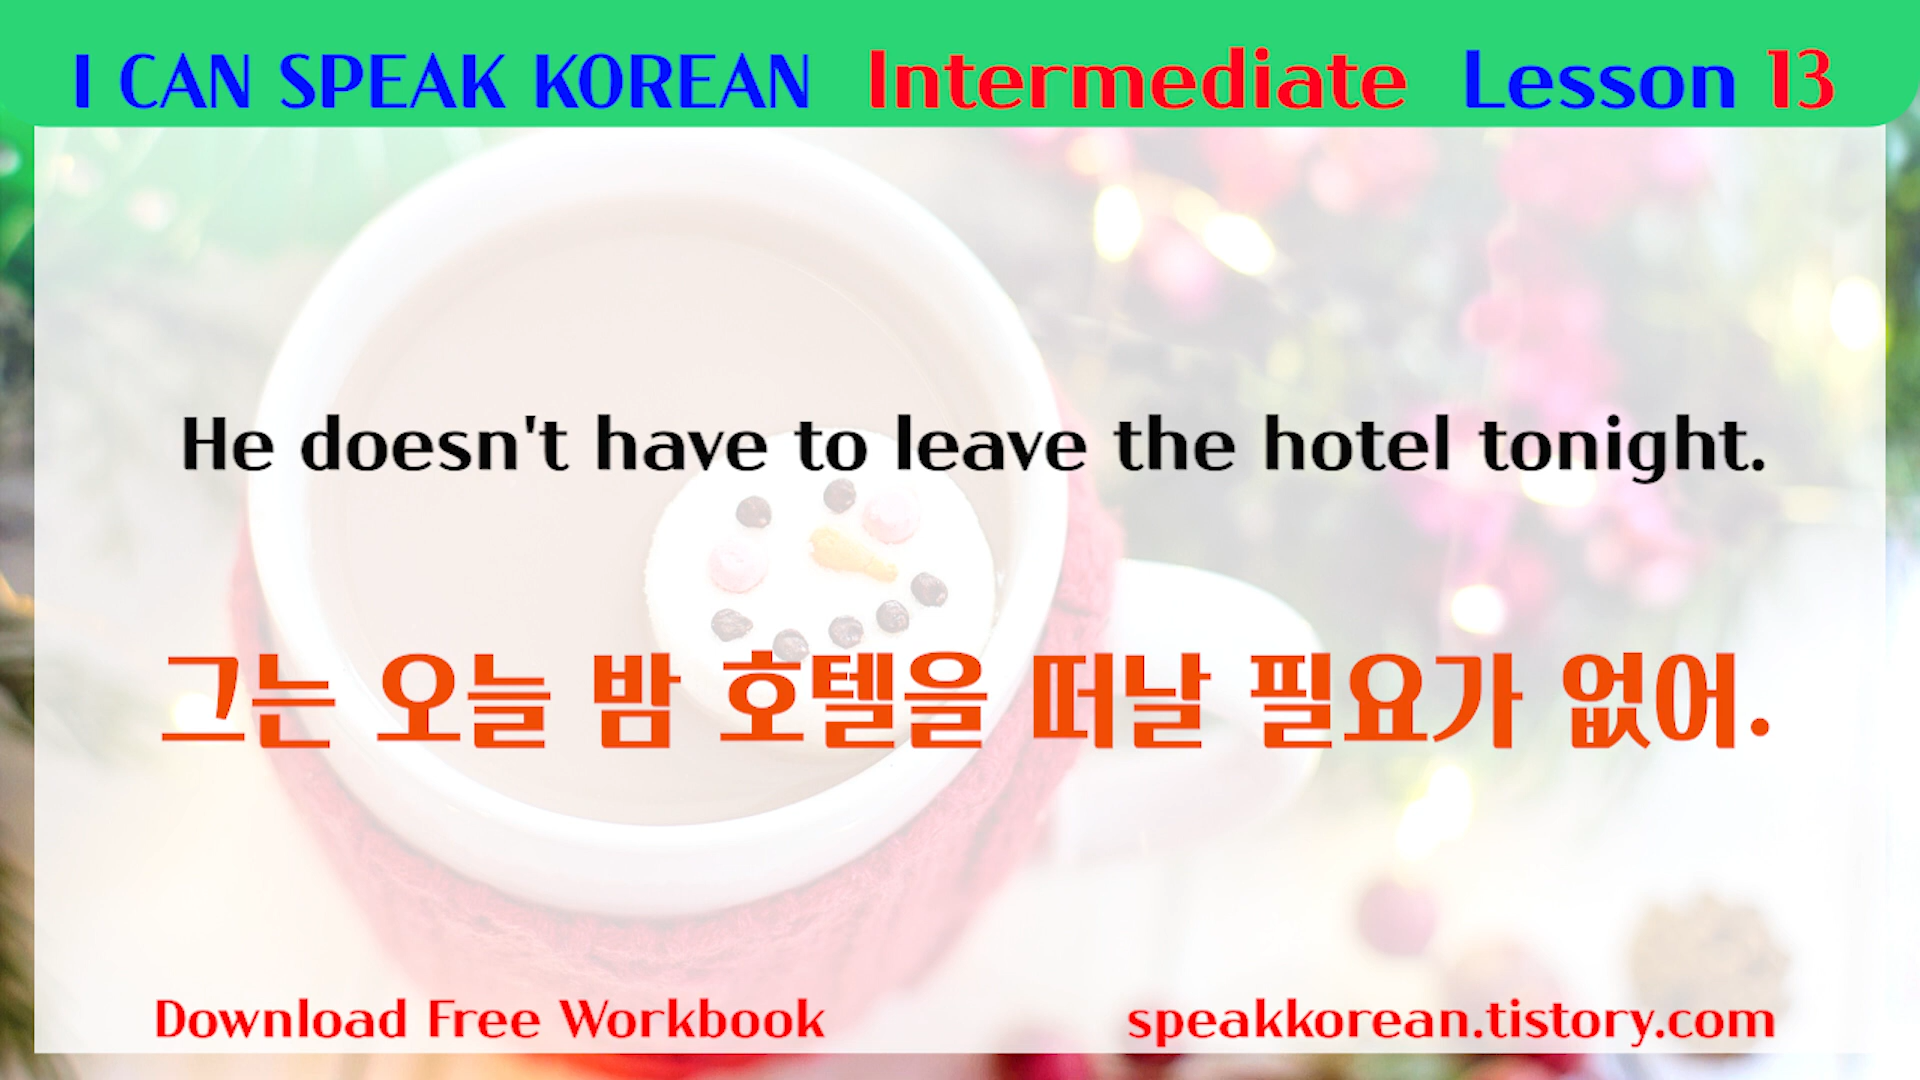 I CAN SPEAK KOREAN Intermediate Lesson 13
He doesn't have to leave the hotel tonight.
그는 오늘 밤 호텔을 떠날 필요가 없어.
Download Free Workbook speakkorean.tistory.com